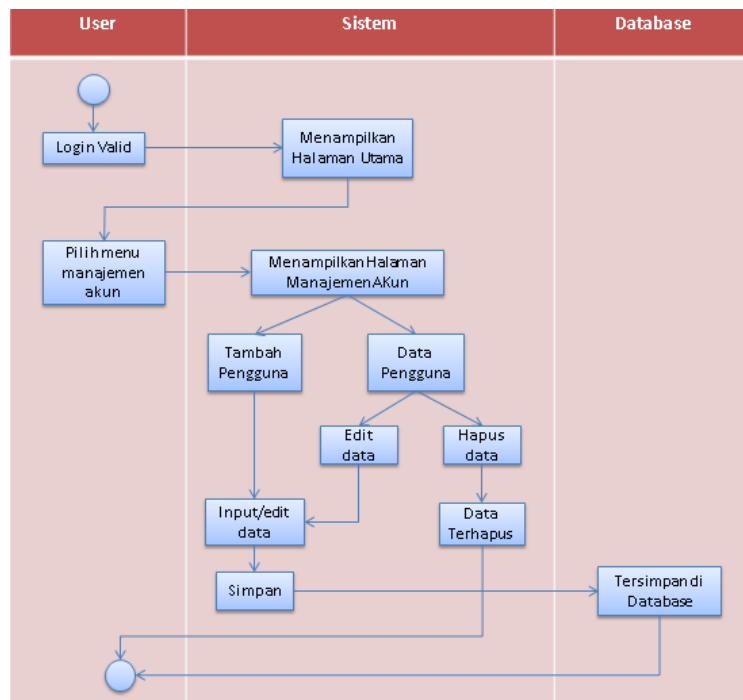 User
Sistem
Database
Login Valid
Menampilkan
Halaman Utama
Pilih menu
manajemen
akun
Menampilkan Halaman
Manajemen AKun
Tambah
Pengguna
Data
Pengguna
Edit
data
Hapus
data
Input/edit
data
Data
Terhapus
Simpan
Tersimpan di
Database